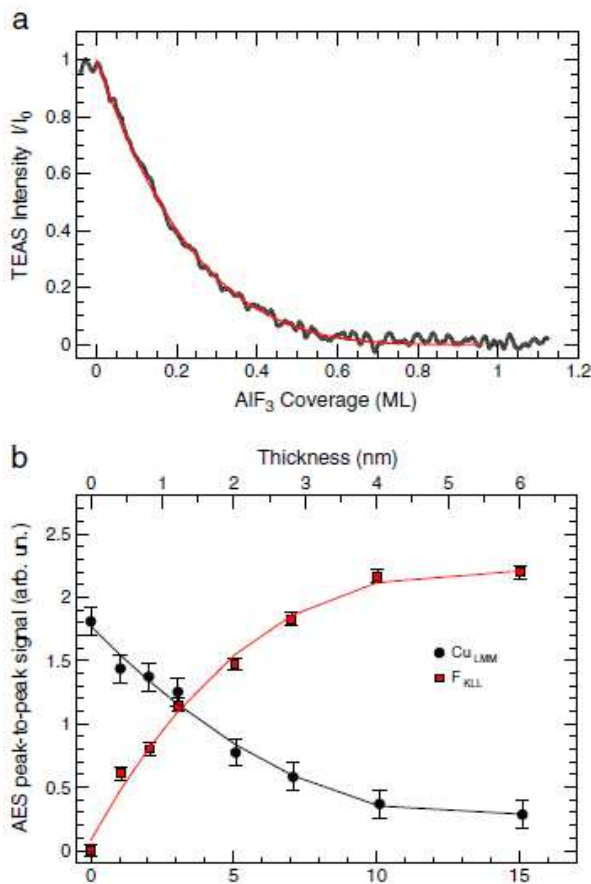 a
1
0.8
0.6
0.4
0.2
0
TEAS Intensity I/I0
0 0.2 0.4 0.6 0.8 1 1.2
AlF3 Coverage (ML)
b
Thickness (nm)
0 1 2 3 4 5 6
2.5
2
1.5
1
0.5
0
AES peak-to-peak signal (arb. un.)
Cu LMM
F KLL
0 5 10 15